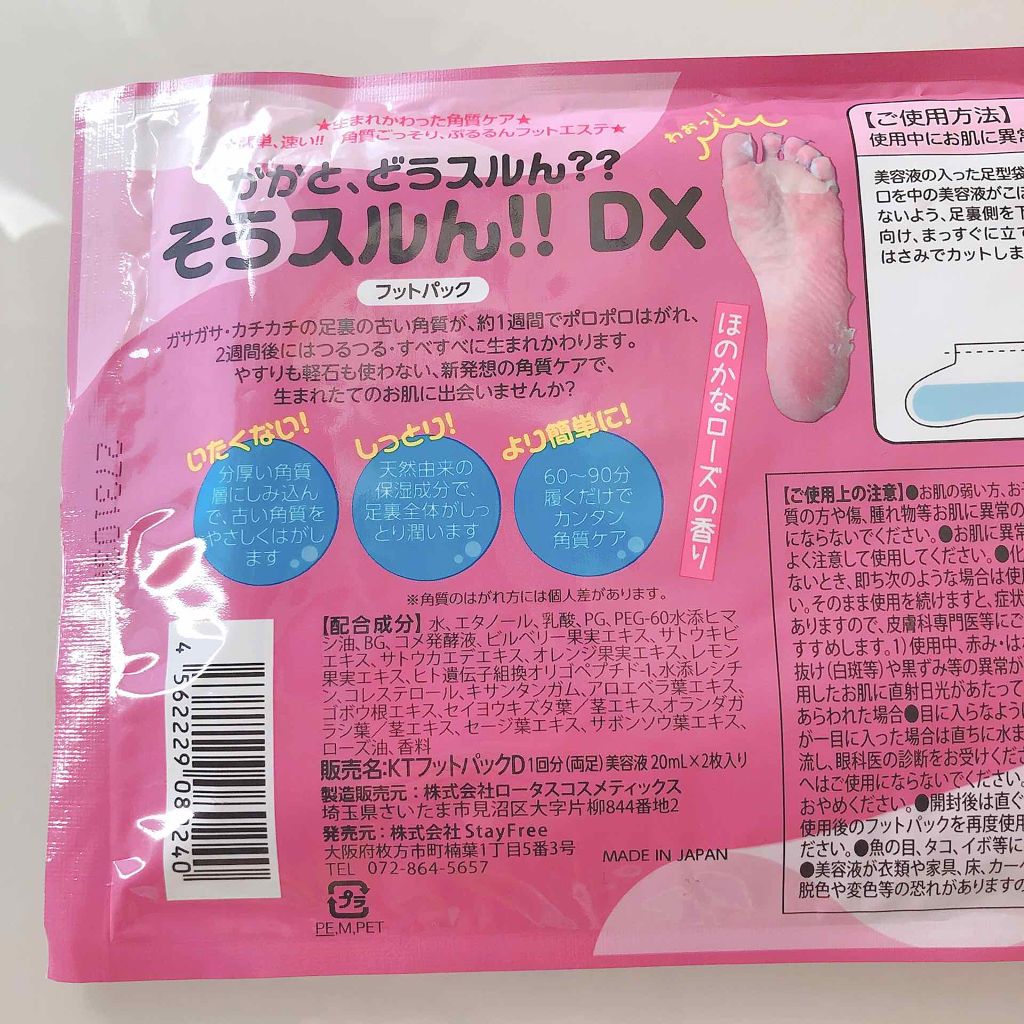 ★生まれかわった角質ケア★
簡単、速い!! 角質ごっそり、ぷるるんフットエステ★
かかと、どうスルん??
そうスルん!! DX
フットパック
わぉっ!!
ガサガサ・カチカチの足裏の古い角質が、約1週間でポロポロはがれ、
2週間後にはつるつる・すべすべに生まれかわります。
やすりも軽石も使わない、新発想の角質ケアで、
生まれたてのお肌に出会いませんか?
ほのかなローズの香り
いたくない!
分厚い角質
層にしみ込ん
で、古い角質を
やさしくはがし
ます
しっとり!
天然由来の
保湿成分で、
足裏全体がしっ
とり潤います
より簡単に!
60〜90分
履くだけで
カンタン
角質ケア
※角質のはがれ方には個人差があります。
【配合成分】水、エタノール、乳酸、PG、PEG-60水添ヒマ
シ油、BG、コメ発酵液、ビルベリー果実エキス、サトウキビ
エキス、サトウカエデエキス、オレンジ果実エキス、レモン
果実エキス、ヒト遺伝子組換オリゴペプチド-1、水添レシチ
ン、コレステロール、キサンタンガム、アロエベラ葉エキス、
ゴボウ根エキス、セイヨウキズタ葉／茎エキス、オランダガ
ラシ葉／茎エキス、セージ葉エキス、サボンソウ葉エキス、
ローズ油、香料
販売名:KTフットパックD 1回分(両足)美容液 20mL×2枚入り
製造販売元：株式会社ロータスコスメティックス
埼玉県さいたま市見沼区大字片柳844番地2
発売元：株式会社StayFree
大阪府枚方市町楠葉1丁目5番3号
TEL 072-864-5657
MADE IN JAPAN
プラ
PE,M,PET
【ご使用方法】
使用中にお肌に異常
美容液の入った足型袋
口を中の美容液がこぼ
ないよう、足裏側を下
向け、まっすぐに立て
はさみでカットしま
【ご使用上の注意】●お肌の弱い方、お
質の方や傷、腫れ物等お肌に異常の
にならないでください。●お肌に異常
よく注意して使用してください。●化
ないとき、即ち次のような場合は使
い。そのまま使用を続けますと、症状
ありますので、皮膚科専門医等にご
すすめします。1)使用中、赤み・は
抜け(白斑等)や黒ずみ等の異常が
用したお肌に直射日光があたって
あらわれた場合●目に入らないように
が一目に入った場合は直ちに水ま
流し、眼科医の診断をお受けくださ
へはご使用にならないでください。
おやめください。●開封後は直ぐ
使用後のフットパックを再度使用
ださい。●魚の目、タコ、イボ等に
●美容液が衣類や家具、床、カー
脱色や変色等の恐れがありますの